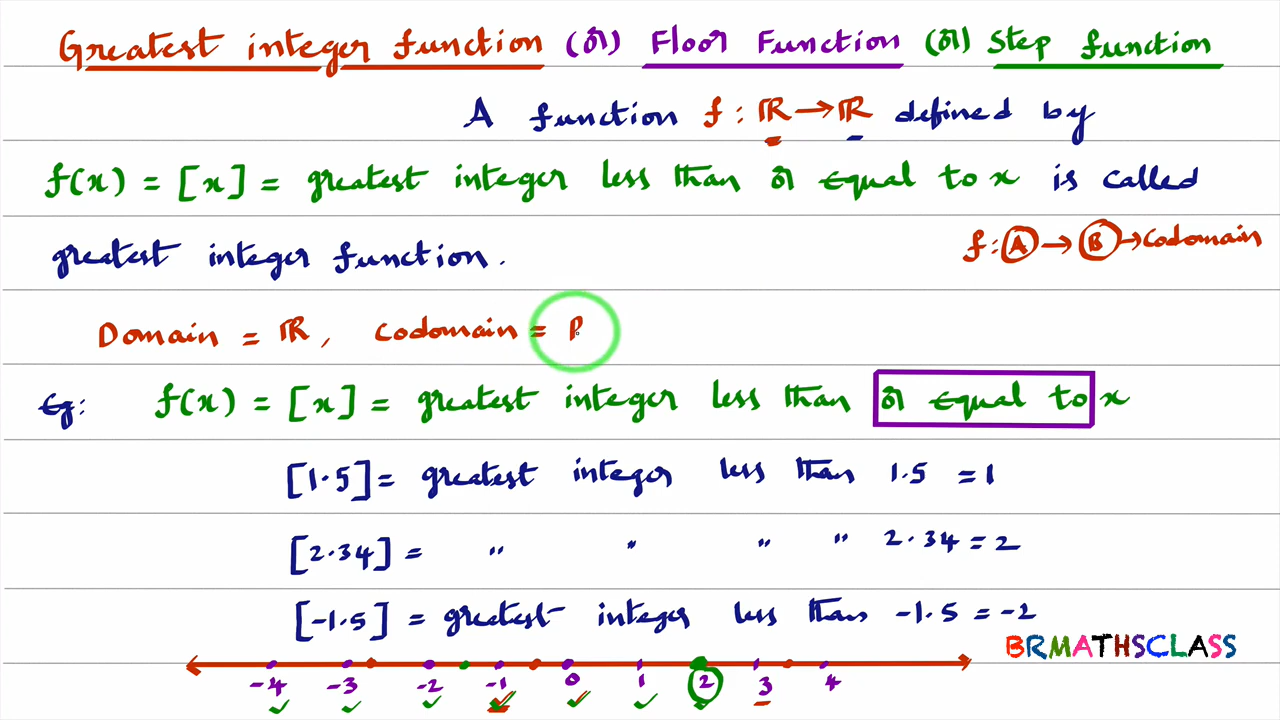 Greatest integer function (or) Floor Function (or) Step function
A function f : ℝ → ℝ defined by
f(x) = [x] = greatest integer less than or equal to x is called
greatest integer function.
f : A → B → codomain
Domain = ℝ, codomain =
Eg: f(x) = [x] = greatest integer less than or equal to x
[1.5] = greatest integer less than 1.5 = 1
[2.34] = " " " " 2.34 = 2
[-1.5] = greatest integer less than -1.5 = -2
BRMATHSCLASS
-4 -3 -2 -1 0 1 2 3 4